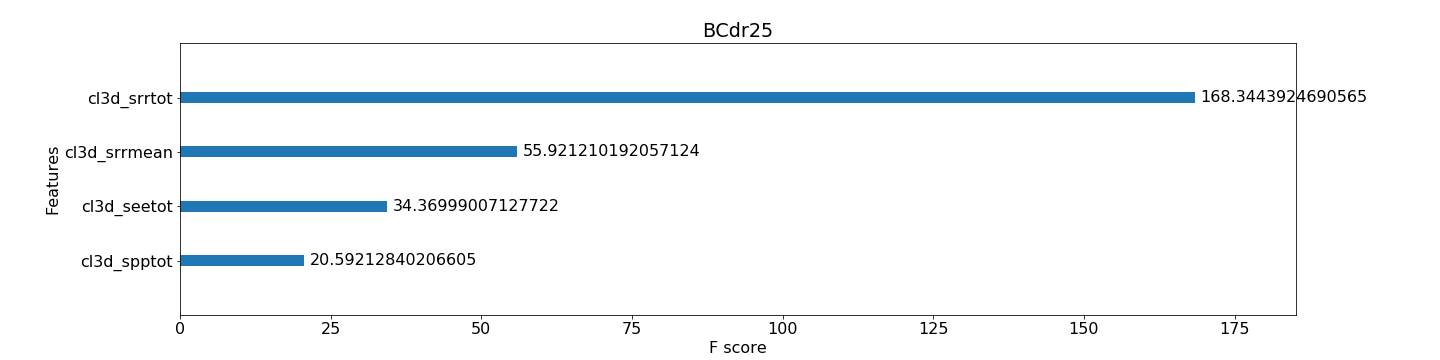 BCdr25
cl3d_srrtot 168.3443924690565
cl3d_srrmean 55.921210192057124
cl3d_seetot 34.36999007127722
cl3d_spptot 20.59212840206605
Features
0 25 50 75 100 125 150 175
F score